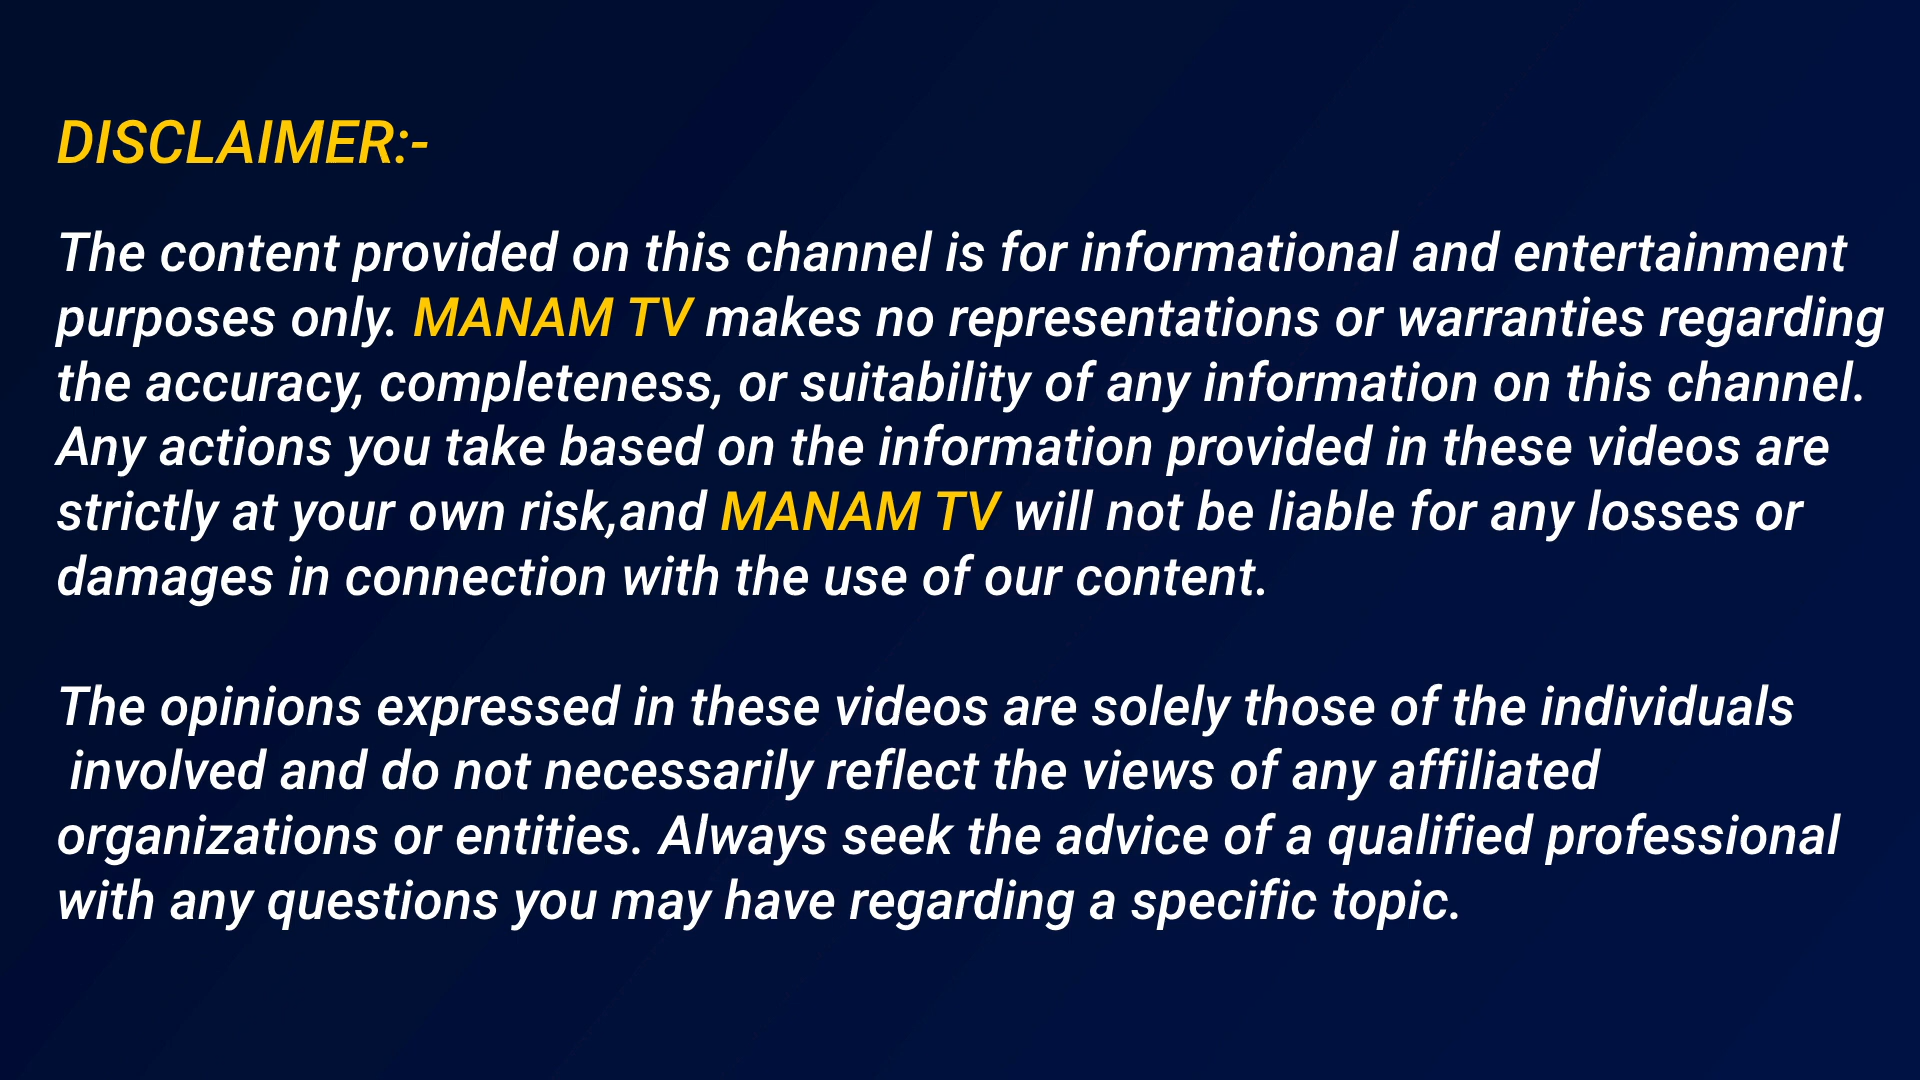 DISCLAIMER:-
The content provided on this channel is for informational and entertainment
purposes only. MANAM TV makes no representations or warranties regarding
the accuracy, completeness, or suitability of any information on this channel.
Any actions you take based on the information provided in these videos are
strictly at your own risk,and MANAM TV will not be liable for any losses or
damages in connection with the use of our content.
The opinions expressed in these videos are solely those of the individuals
involved and do not necessarily reflect the views of any affiliated
organizations or entities. Always seek the advice of a qualified professional
with any questions you may have regarding a specific topic.